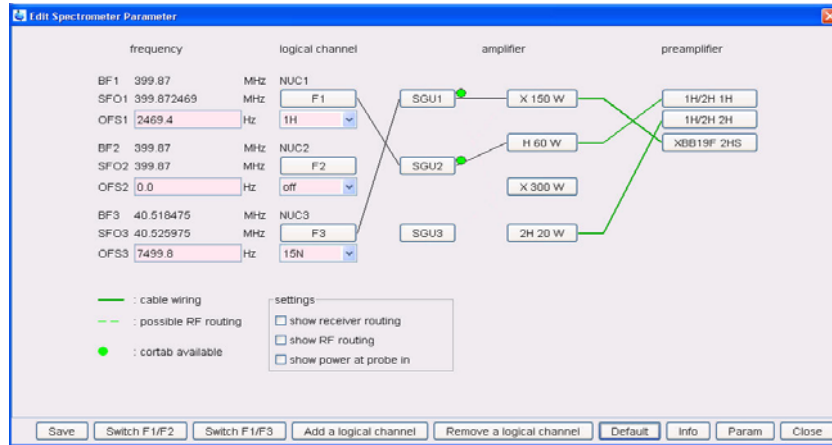 Edit Spectrometer Parameter
frequency logical channel amplifier preamplifier
BF1 399.87 MHz NUC1
SFO1 399.872469 MHz F1 SGU1 X 150 W 1H/2H 1H
OFS1 2469.4 Hz 1H 1H/2H 2H
BF2 399.87 MHz NUC2 H 60 W XBB19F 2HS
SFO2 399.87 MHz F2 SGU2
OFS2 0.0 Hz off X 300 W
BF3 40.518475 MHz NUC3
SFO3 40.525975 MHz F3 SGU3 2H 20 W
OFS3 7499.8 Hz 15N
: cable wiring settings
: possible RF routing show receiver routing
show RF routing
: cortab available show power at probe in
Save Switch F1/F2 Switch F1/F3 Add a logical channel Remove a logical channel Default Info Param Close